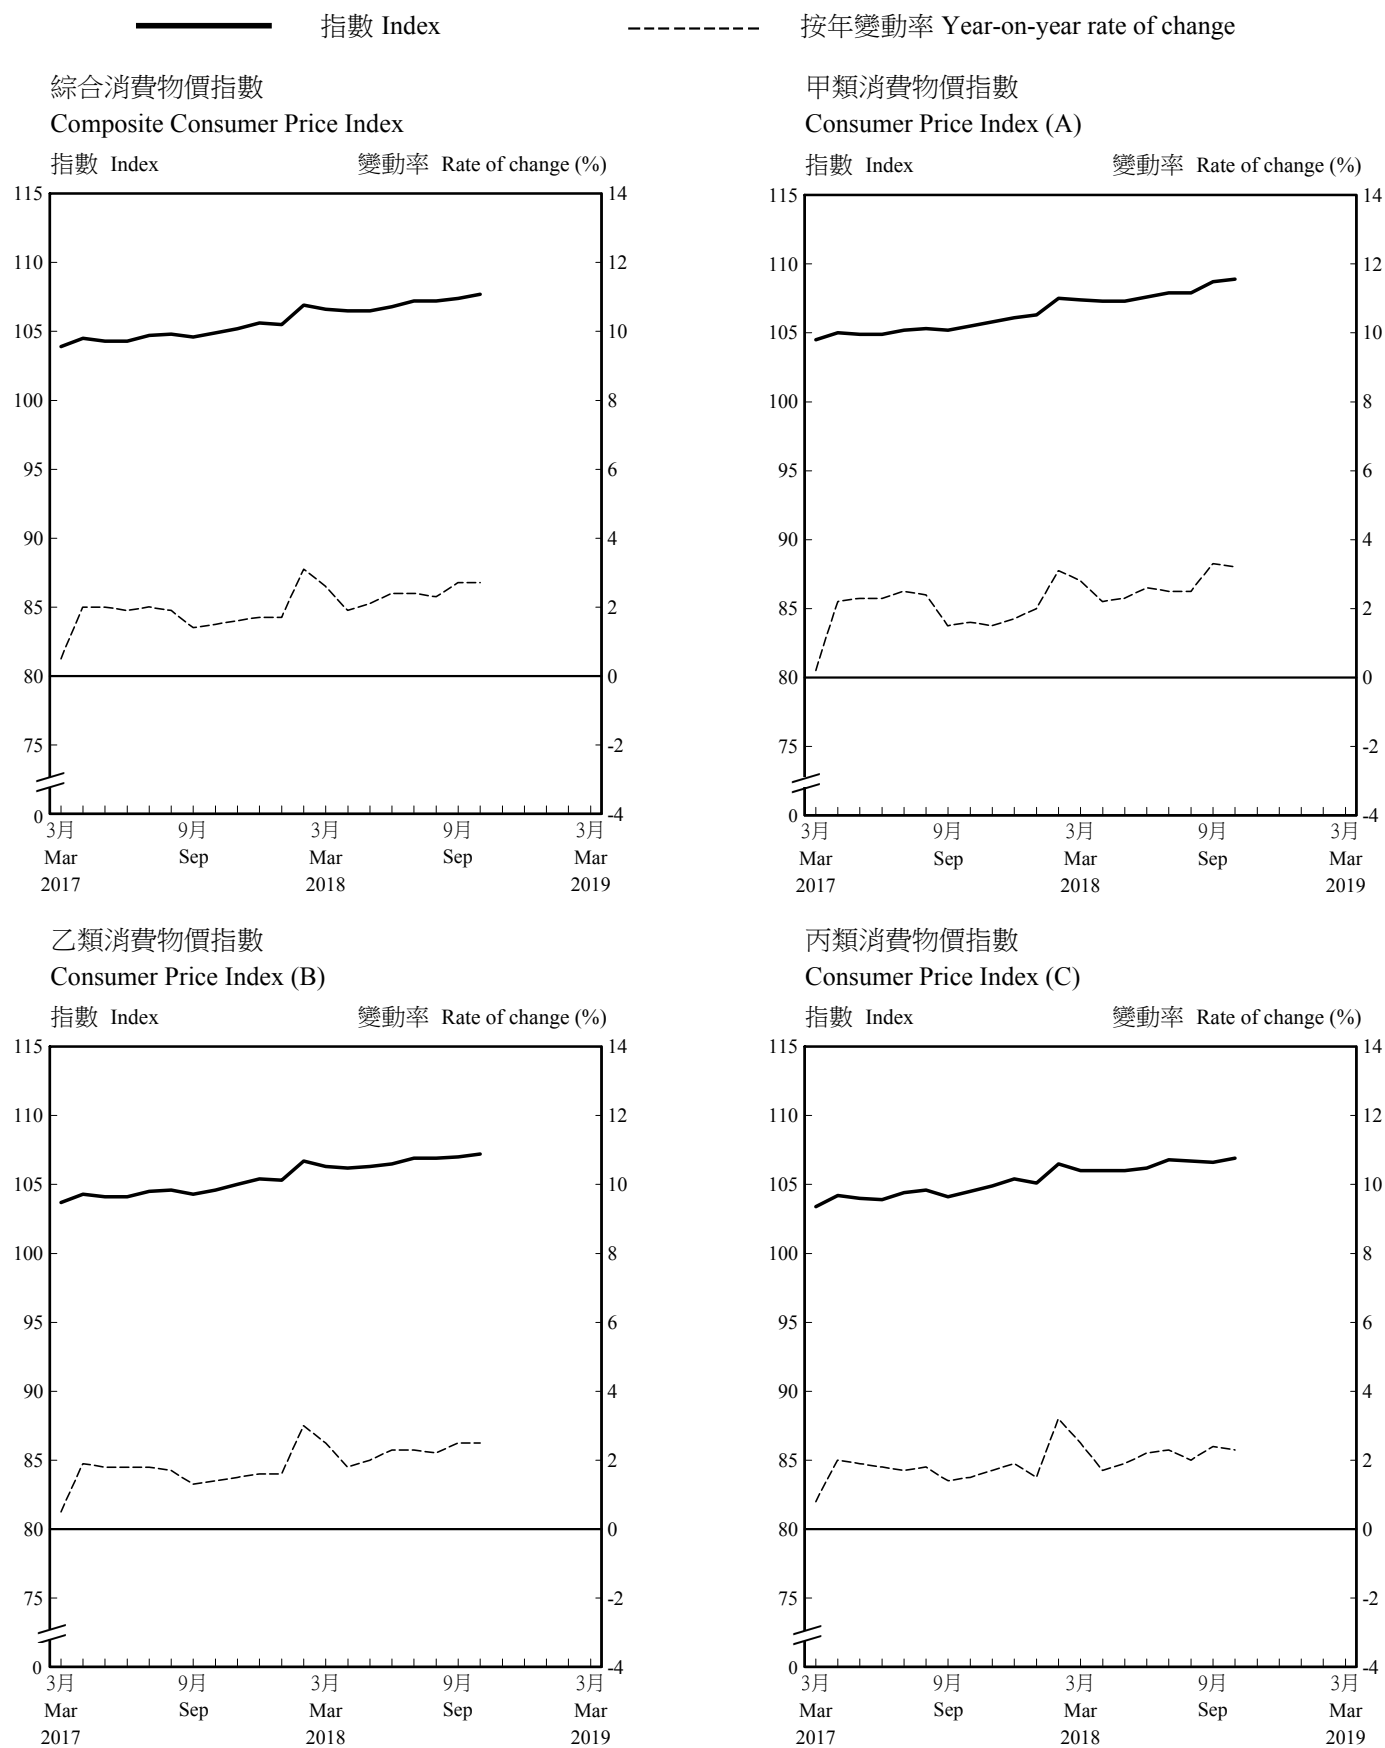 指數 Index
按年變動率 Year-on-year rate of change
綜合消費物價指數
Composite Consumer Price Index
指數 Index 變動率 Rate of change (%)
115 14
110 12
105 10
100 8
95 6
90 4
85 2
80 0
75 -2
0 -4
3月 9月 3月 9月 3月
Mar Sep Mar Sep Mar
2017 2018 2019
甲類消費物價指數
Consumer Price Index (A)
指數 Index 變動率 Rate of change (%)
115 14
110 12
105 10
100 8
95 6
90 4
85 2
80 0
75 -2
0 -4
3月 9月 3月 9月 3月
Mar Sep Mar Sep Mar
2017 2018 2019
乙類消費物價指數
Consumer Price Index (B)
指數 Index 變動率 Rate of change (%)
115 14
110 12
105 10
100 8
95 6
90 4
85 2
80 0
75 -2
0 -4
3月 9月 3月 9月 3月
Mar Sep Mar Sep Mar
2017 2018 2019
丙類消費物價指數
Consumer Price Index (C)
指數 Index 變動率 Rate of change (%)
115 14
110 12
105 10
100 8
95 6
90 4
85 2
80 0
75 -2
0 -4
3月 9月 3月 9月 3月
Mar Sep Mar Sep Mar
2017 2018 2019